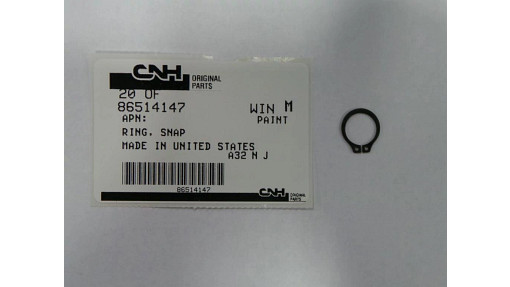 CNH ORIGINAL
PARTS
20 OF
86514147 WIN M
APN: PAINT
RING, SNAP
MADE IN UNITED STATES
A32 N J
86514147
CNH ORIGINAL
PARTS